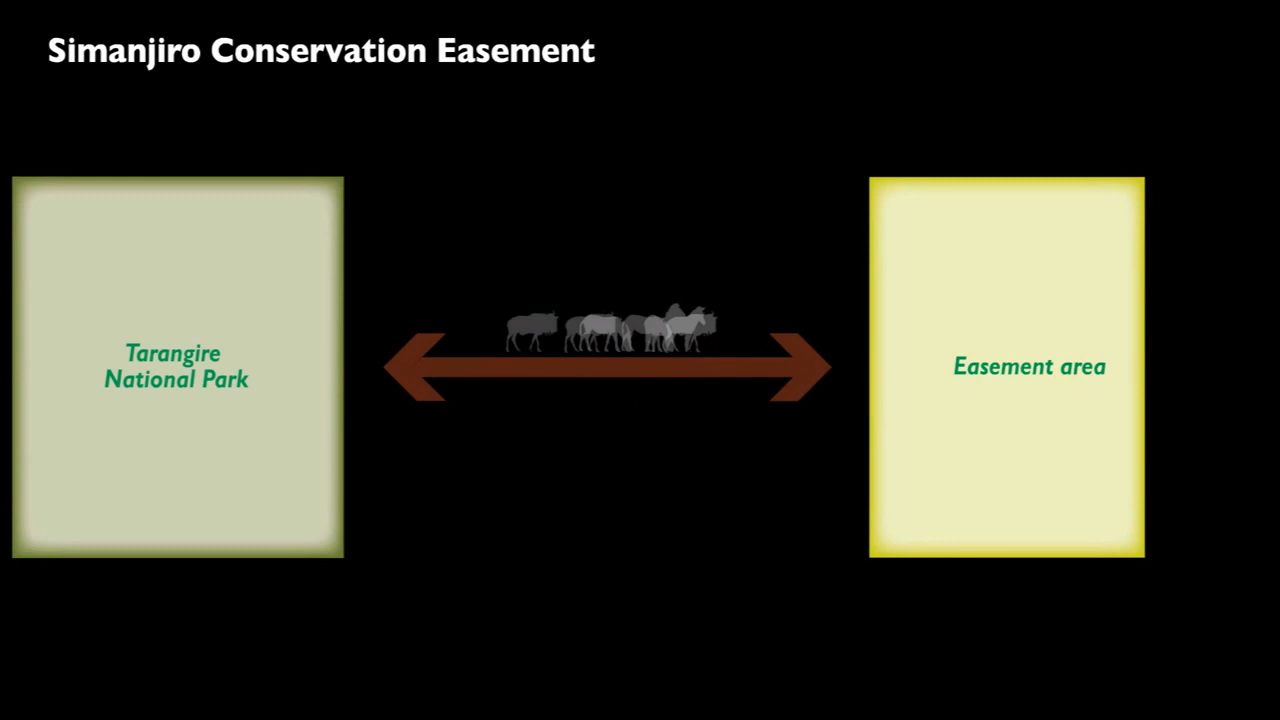 Simanjiro Conservation Easement
Tarangire
National Park
Easement area